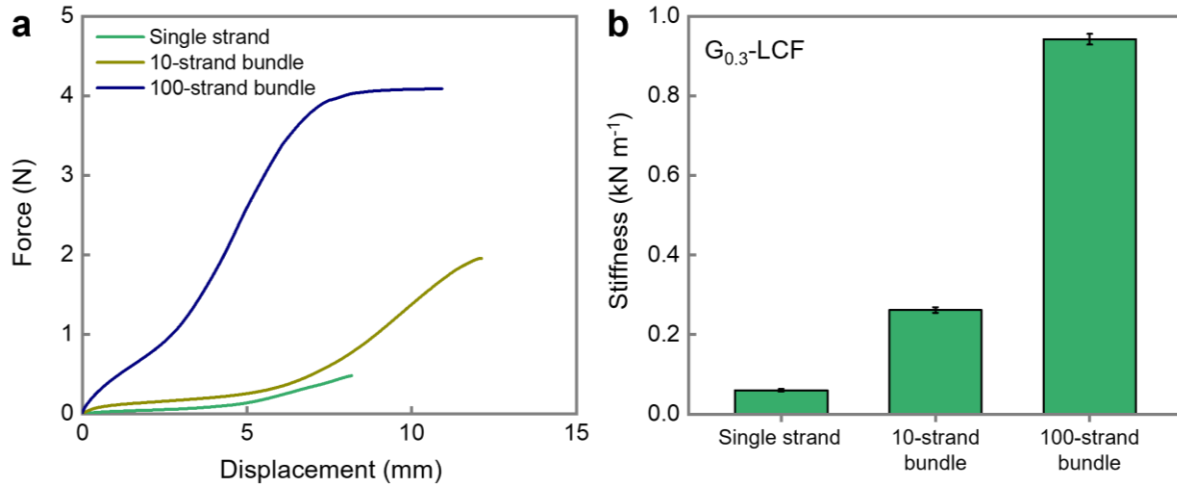 a
5
4
3
2
1
0
Force (N)
Single strand
10-strand bundle
100-strand bundle
0
5
10
15
Displacement (mm)
b
1.0
0.8
0.6
0.4
0.2
0.0
Stiffness (kN m⁻¹)
G₀.₃-LCF
Single strand
10-strand
bundle
100-strand
bundle